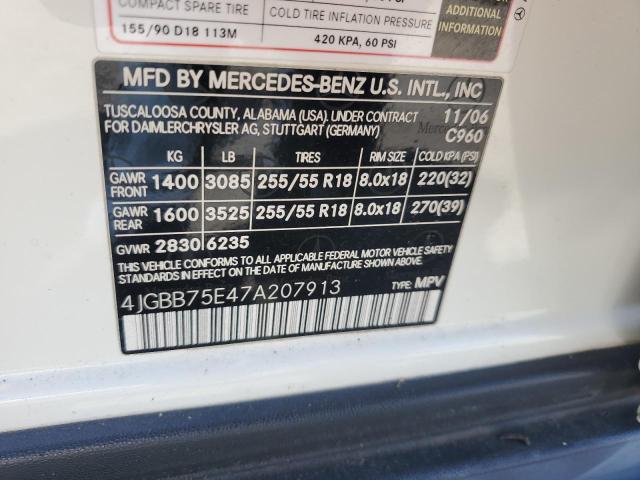 COMPACT SPARE TIRE
155/90 D18 113M
COLD TIRE INFLATION PRESSURE
420 KPA, 60 PSI
ADDITIONAL
INFORMATION
MFD BY MERCEDES-BENZ U.S. INTL., INC
TUSCALOOSA COUNTY, ALABAMA (USA). UNDER CONTRACT 11/06
FOR DAIMLERCHRYSLER AG, STUTTGART (GERMANY) C960
KG LB TIRES RIM SIZE COLD KPA (PSI)
GAWR FRONT 1400 3085 255/55 R18 8.0x18 220(32)
GAWR REAR 1600 3525 255/55 R18 8.0x18 270(39)
GVWR 2830 6235
THIS VEHICLE CONFORMS TO ALL APPLICABLE FEDERAL MOTOR VEHICLE SAFETY
AND THEFT PREVENTION STANDARDS IN EFFECT ON THE DATE OF MANUFACTURE SHOWN ABOVE.
4JGBB75E47A207913 TYPE: MPV